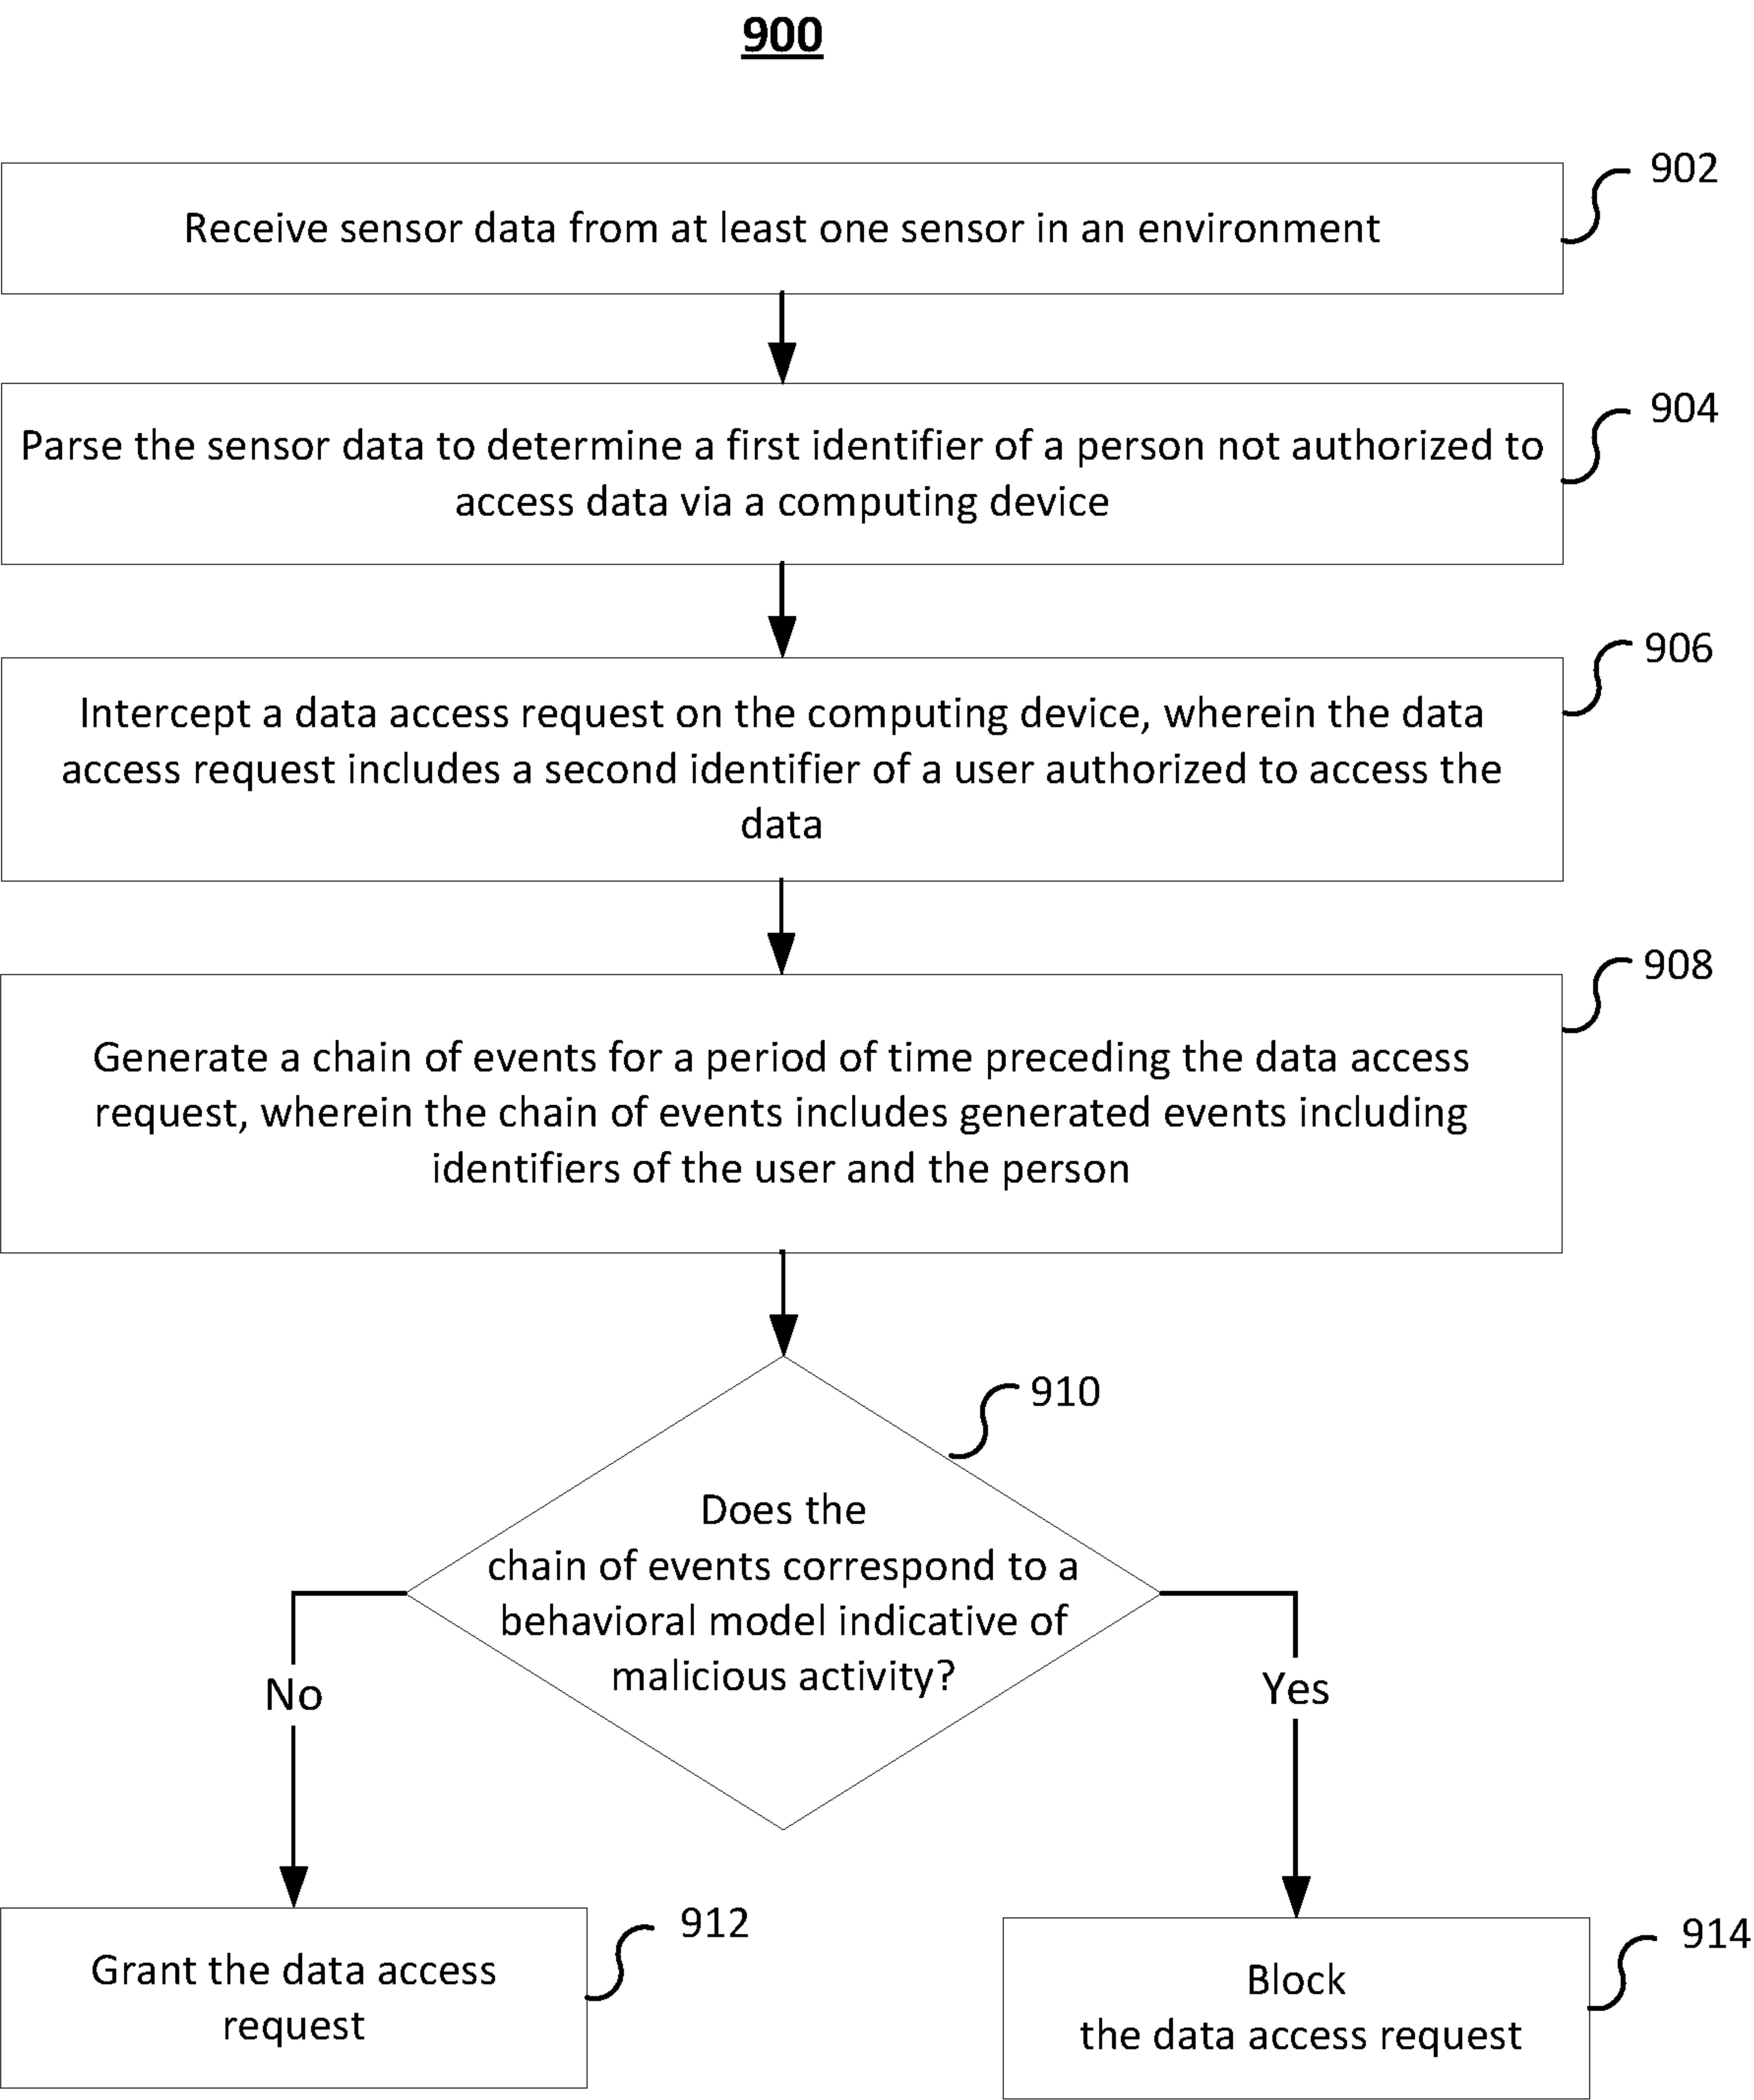 900
902
Receive sensor data from at least one sensor in an environment
904
Parse the sensor data to determine a first identifier of a person not authorized to
access data via a computing device
906
Intercept a data access request on the computing device, wherein the data
access request includes a second identifier of a user authorized to access the
data
908
Generate a chain of events for a period of time preceding the data access
request, wherein the chain of events includes generated events including
identifiers of the user and the person
910
Does the
chain of events correspond to a
behavioral model indicative of
malicious activity?
No
Yes
912
Grant the data access
request
914
Block
the data access request